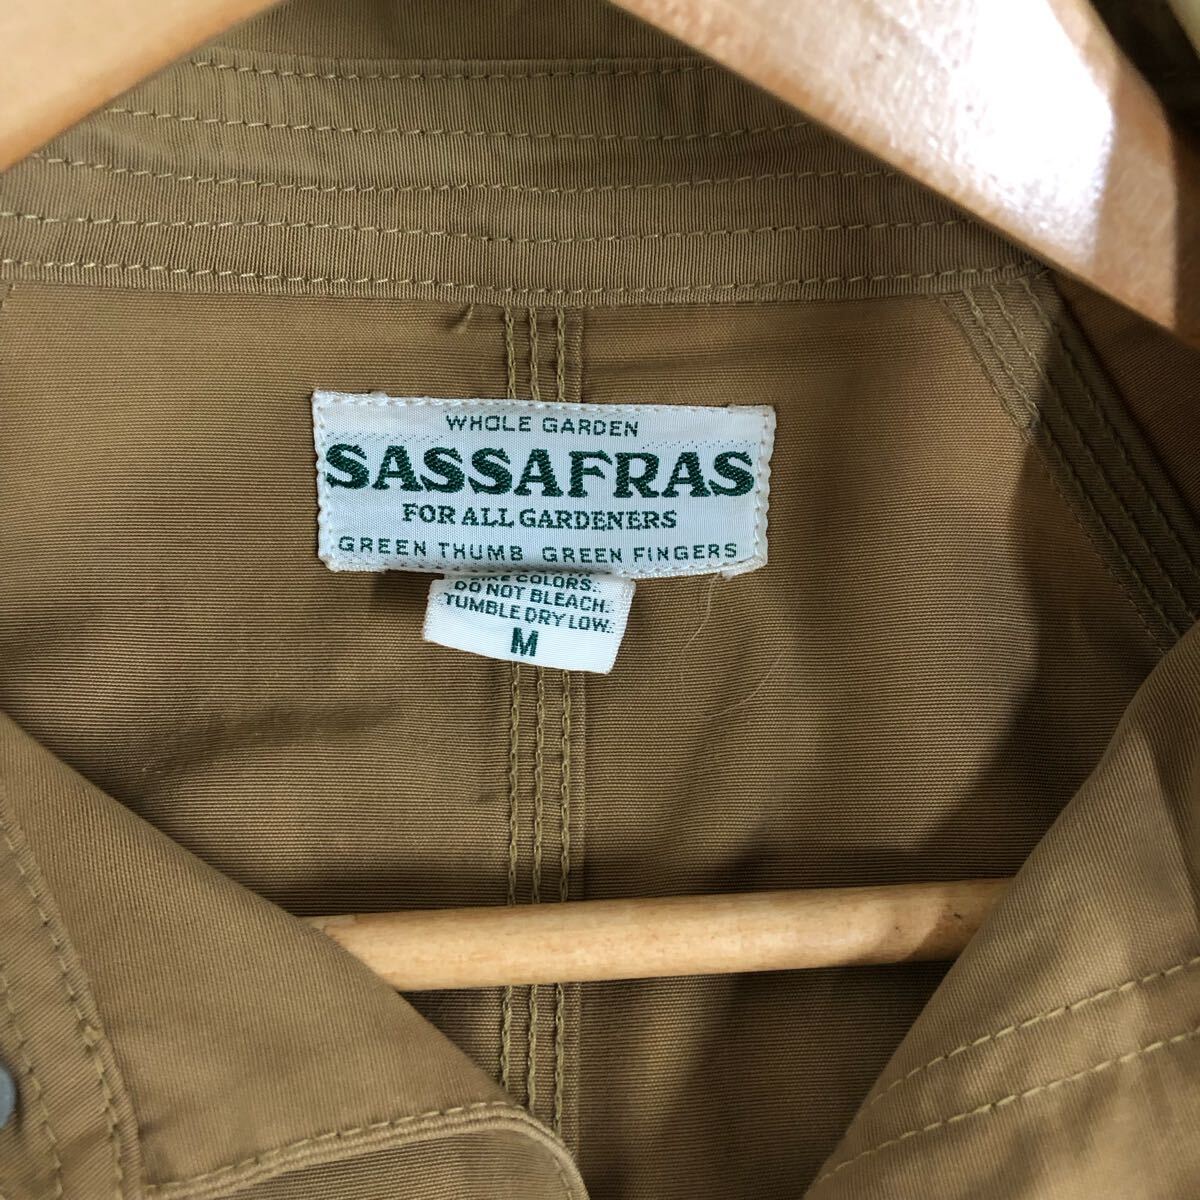 WHOLE GARDEN
SASSAFRAS
FOR ALL GARDENERS
GREEN THUMB GREEN FINGERS
COLORS.
DO NOT BLEACH.
TUMBLE DRY LOW.
M